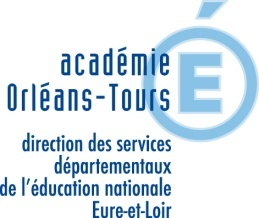 académie
Orléans-Tours
É
direction des services
départementaux
de l'éducation nationale
Eure-et-Loir